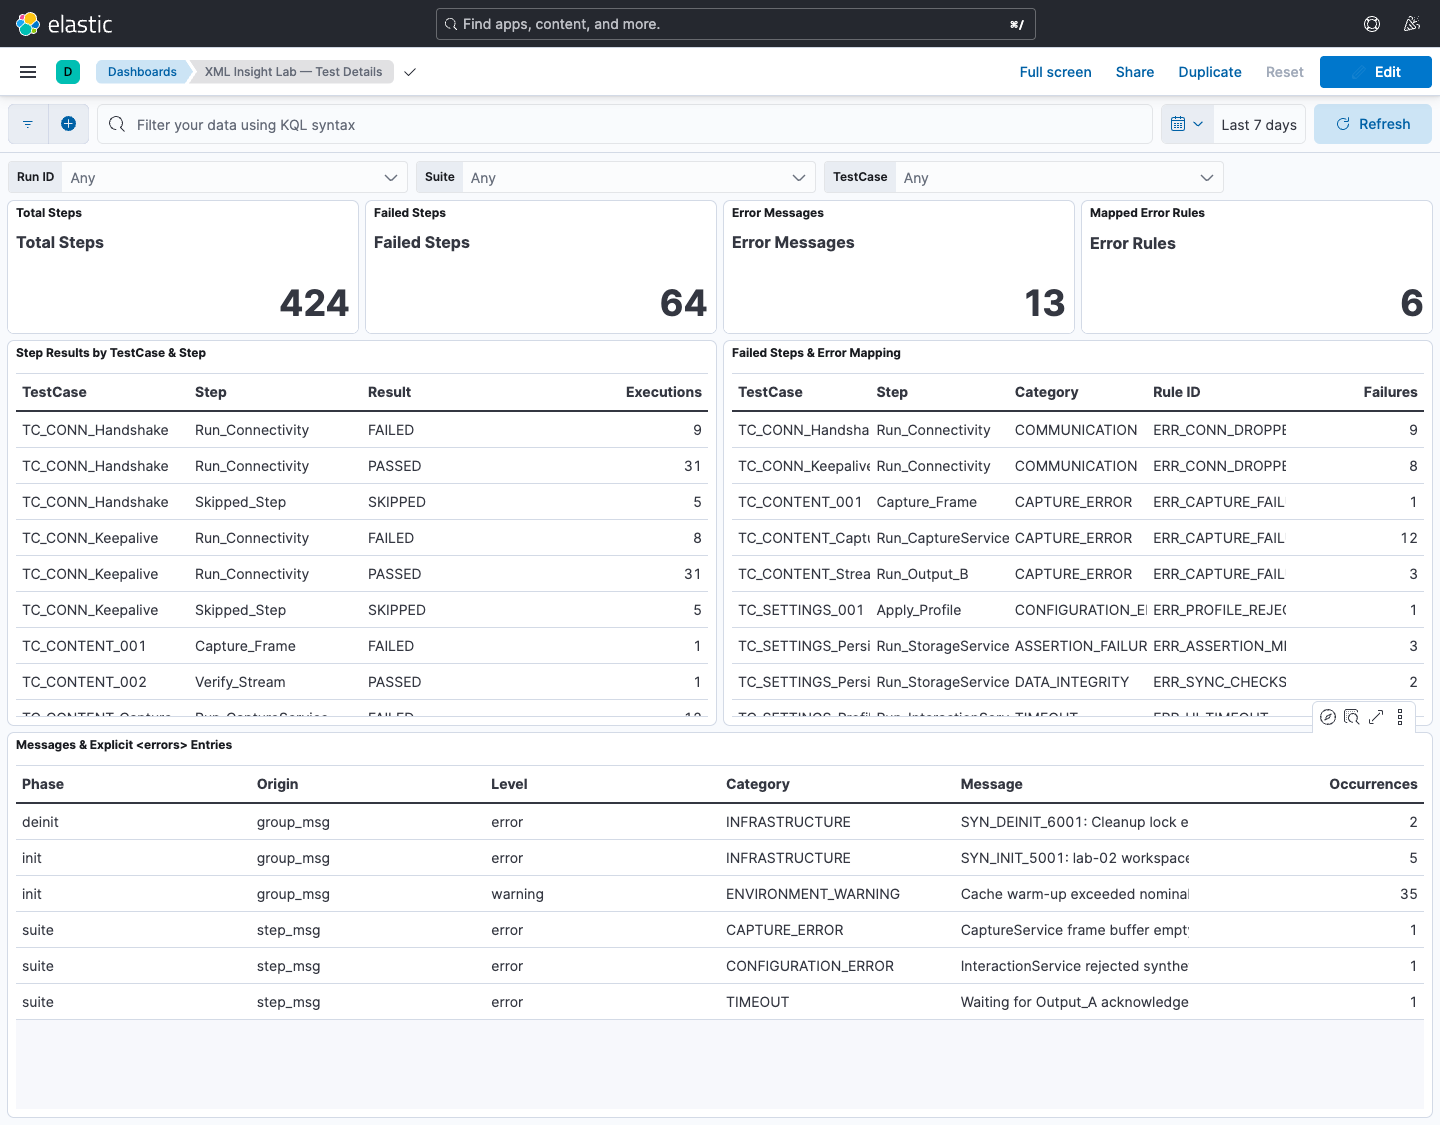 elastic
Find apps, content, and more.
⌘/
D
Dashboards
XML Insight Lab — Test Details
Full screen
Share
Duplicate
Reset
Edit
Filter your data using KQL syntax
Last 7 days
Refresh
Run ID Any
Suite Any
TestCase Any
Total Steps
Total Steps
424
Failed Steps
Failed Steps
64
Error Messages
Error Messages
13
Mapped Error Rules
Error Rules
6
Step Results by TestCase & Step
TestCase Step Result Executions
TC_CONN_Handshake Run_Connectivity FAILED 9
TC_CONN_Handshake Run_Connectivity PASSED 31
TC_CONN_Handshake Skipped_Step SKIPPED 5
TC_CONN_Keepalive Run_Connectivity FAILED 8
TC_CONN_Keepalive Run_Connectivity PASSED 31
TC_CONN_Keepalive Skipped_Step SKIPPED 5
TC_CONTENT_001 Capture_Frame FAILED 1
TC_CONTENT_002 Verify_Stream PASSED 1
TC_CONTENT_Capture Run_CaptureService FAILED 12
Failed Steps & Error Mapping
TestCase Step Category Rule ID Failures
TC_CONN_Handsha Run_Connectivity COMMUNICATION ERR_CONN_DROPPE 9
TC_CONN_Keepalive Run_Connectivity COMMUNICATION ERR_CONN_DROPPE 8
TC_CONTENT_001 Capture_Frame CAPTURE_ERROR ERR_CAPTURE_FAIL 1
TC_CONTENT_Captu Run_CaptureService CAPTURE_ERROR ERR_CAPTURE_FAIL 12
TC_CONTENT_Strea Run_Output_B CAPTURE_ERROR ERR_CAPTURE_FAIL 3
TC_SETTINGS_001 Apply_Profile CONFIGURATION_E ERR_PROFILE_REJEC 1
TC_SETTINGS_Persi Run_StorageService ASSERTION_FAILUR ERR_ASSERTION_MI 3
TC_SETTINGS_Persi Run_StorageService DATA_INTEGRITY ERR_SYNC_CHECKS 2
TC_SETTINGS_Profil Run_InteractionServ TIMEOUT ERR_UI_TIMEOUT
Messages & Explicit <errors> Entries
Phase Origin Level Category Message Occurrences
deinit group_msg error INFRASTRUCTURE SYN_DEINIT_6001: Cleanup lock e 2
init group_msg error INFRASTRUCTURE SYN_INIT_5001: lab-02 workspace 5
init group_msg warning ENVIRONMENT_WARNING Cache warm-up exceeded nominal 35
suite step_msg error CAPTURE_ERROR CaptureService frame buffer empty 1
suite step_msg error CONFIGURATION_ERROR InteractionService rejected synthe 1
suite step_msg error TIMEOUT Waiting for Output_A acknowledge 1